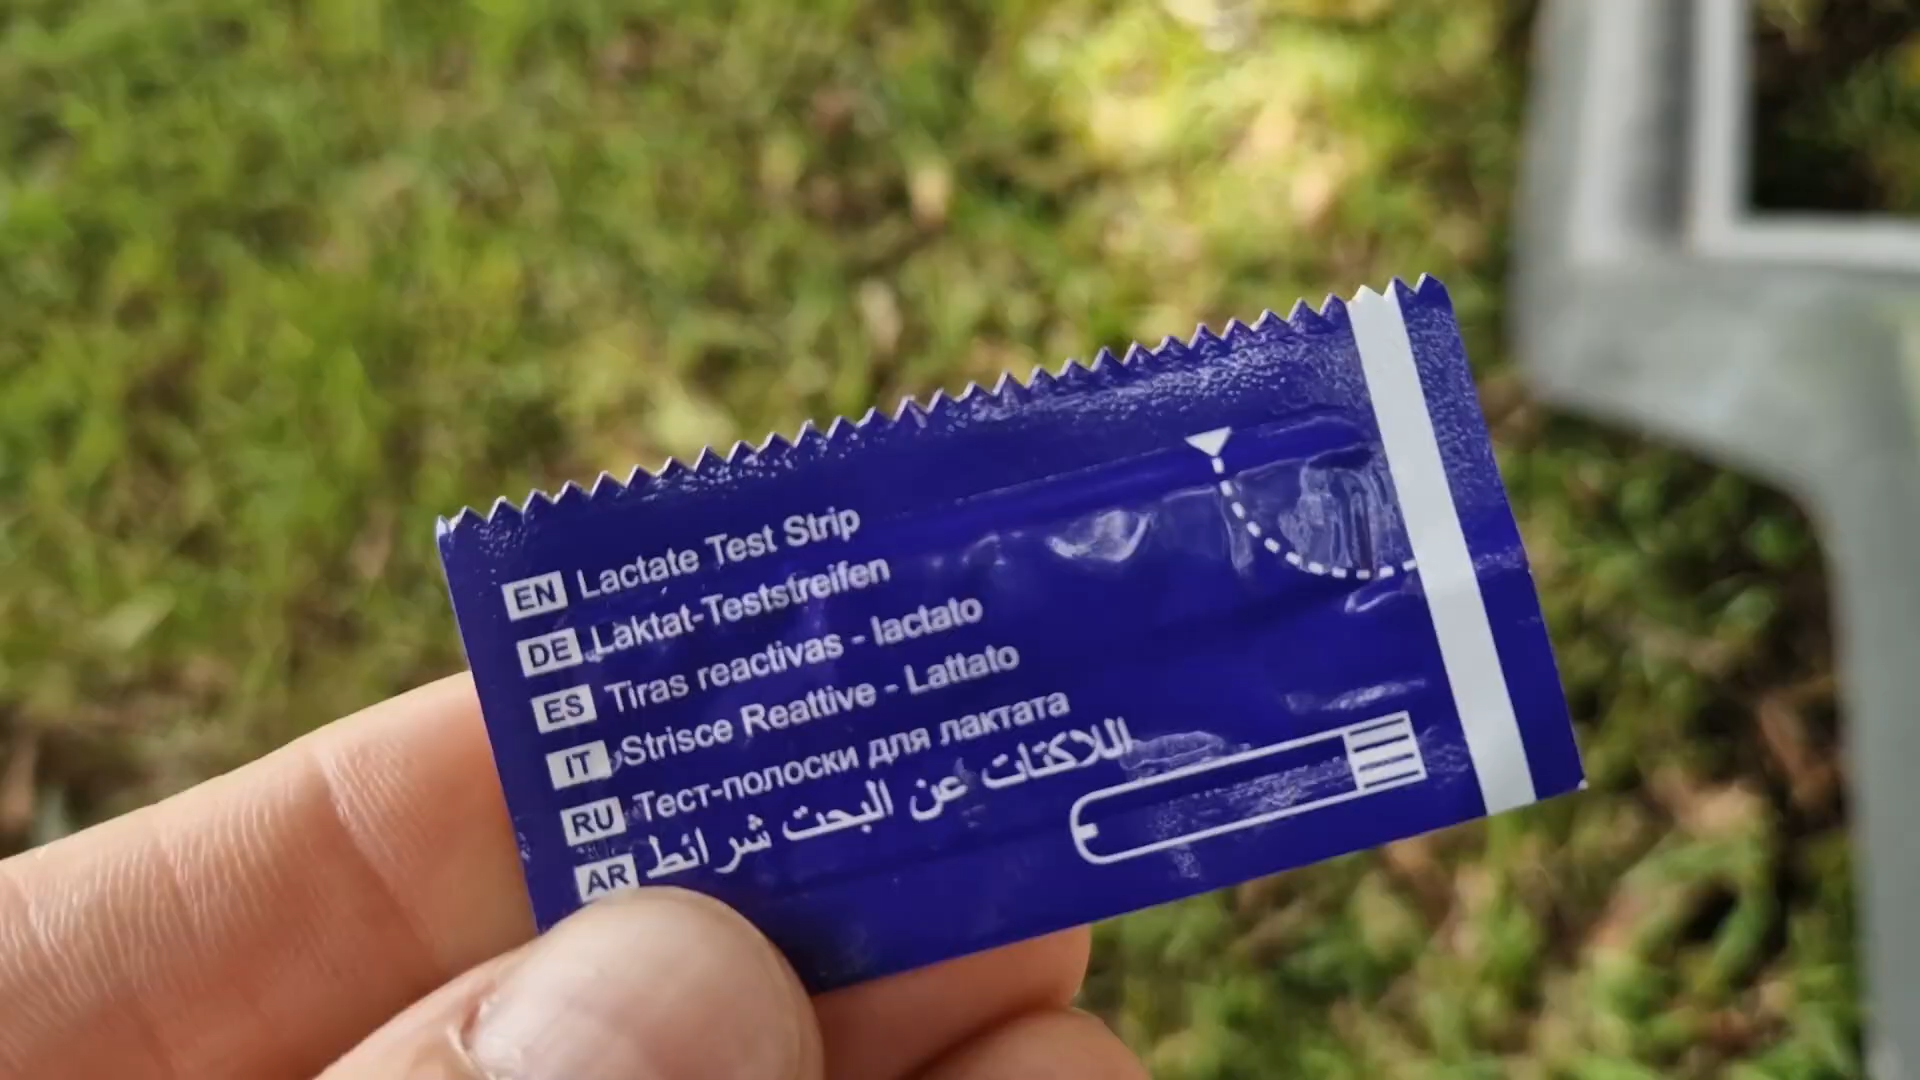 EN Lactate Test Strip
DE Laktat-Teststreifen
ES Tiras reactivas - lactato
IT Strisce Reattive - Lattato
RU Тест-полоски для лактата
AR اللاكتات عن البحت شرائط